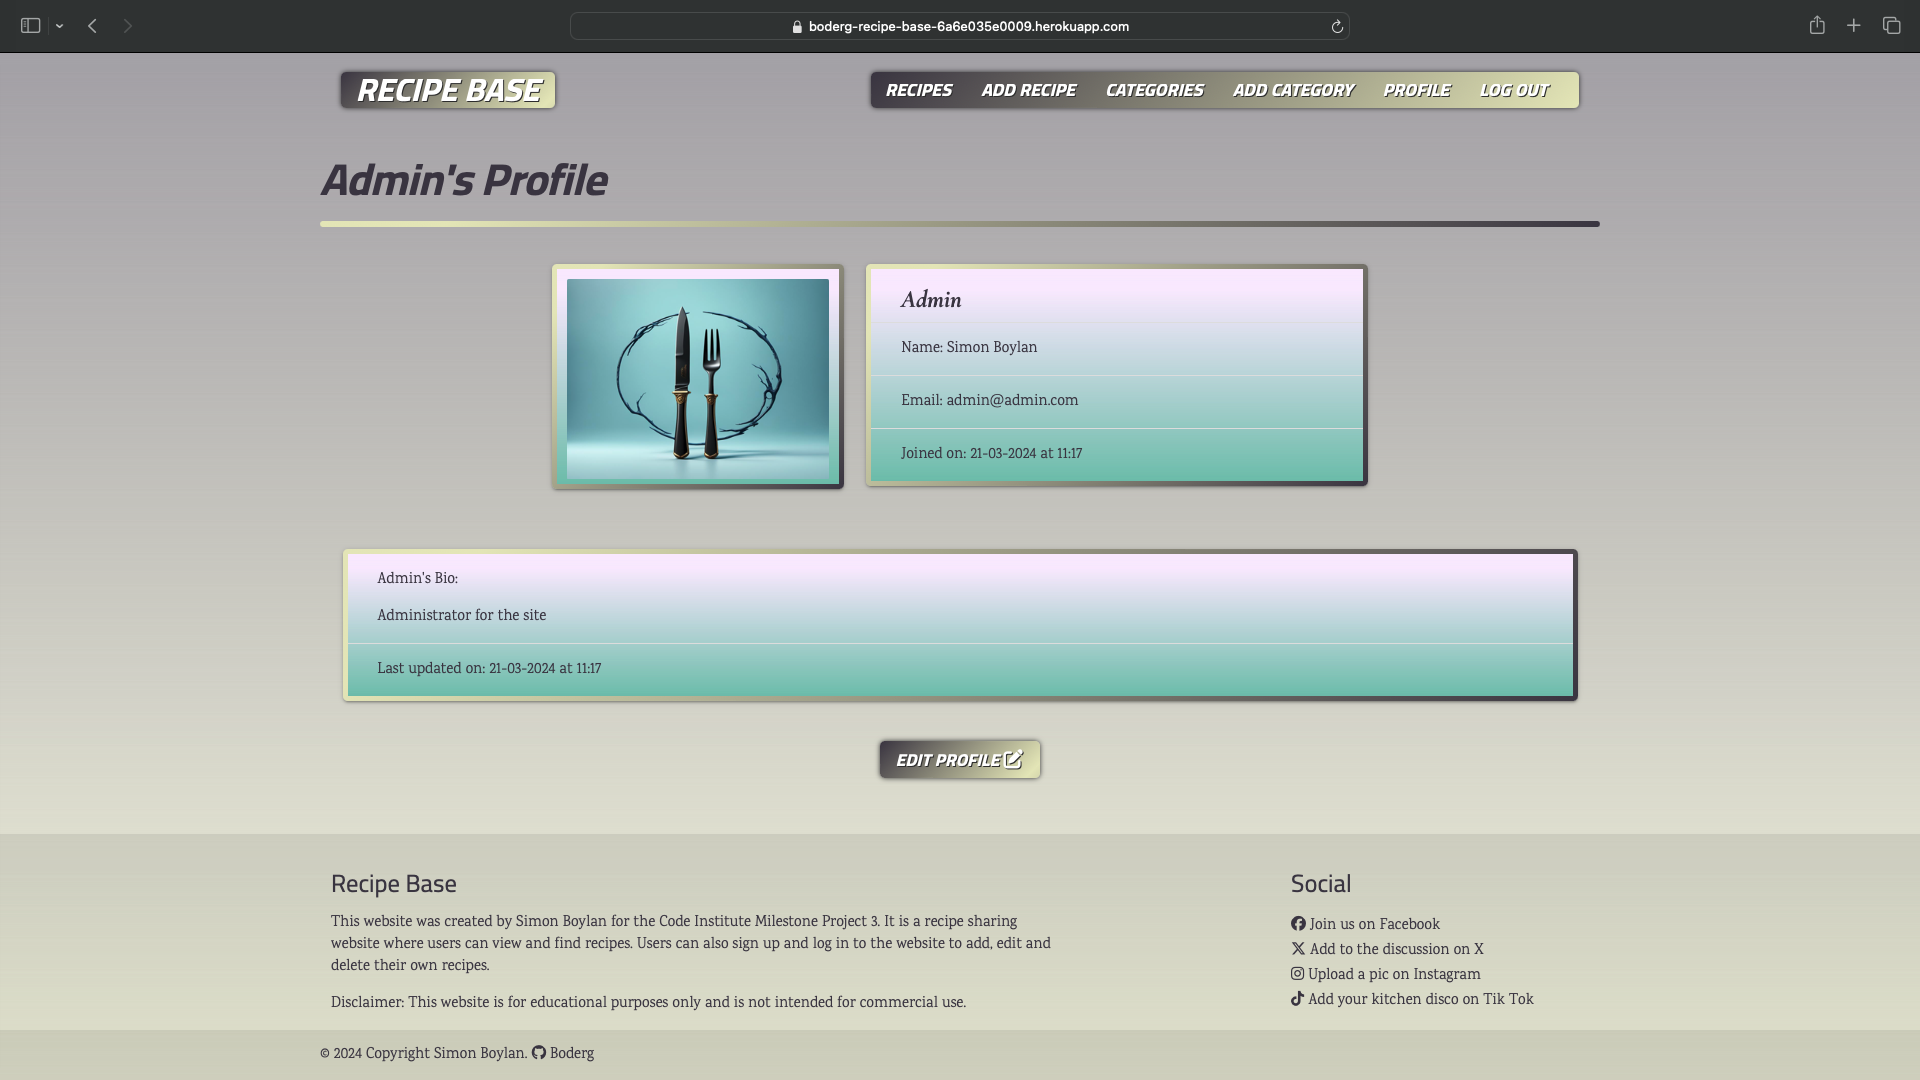 boderg-recipe-base-6a6e035e0009.herokuapp.com
RECIPE BASE
RECIPES ADD RECIPE CATEGORIES ADD CATEGORY PROFILE LOG OUT
Admin's Profile
Admin
Name: Simon Boylan
Email: admin@admin.com
Joined on: 21-03-2024 at 11:17
Admin's Bio:
Administrator for the site
Last updated on: 21-03-2024 at 11:17
EDIT PROFILE
Recipe Base
This website was created by Simon Boylan for the Code Institute Milestone Project 3. It is a recipe sharing
website where users can view and find recipes. Users can also sign up and log in to the website to add, edit and
delete their own recipes.
Disclaimer: This website is for educational purposes only and is not intended for commercial use.
Social
Join us on Facebook
Add to the discussion on X
Upload a pic on Instagram
Add your kitchen disco on Tik Tok
© 2024 Copyright Simon Boylan. Boderg